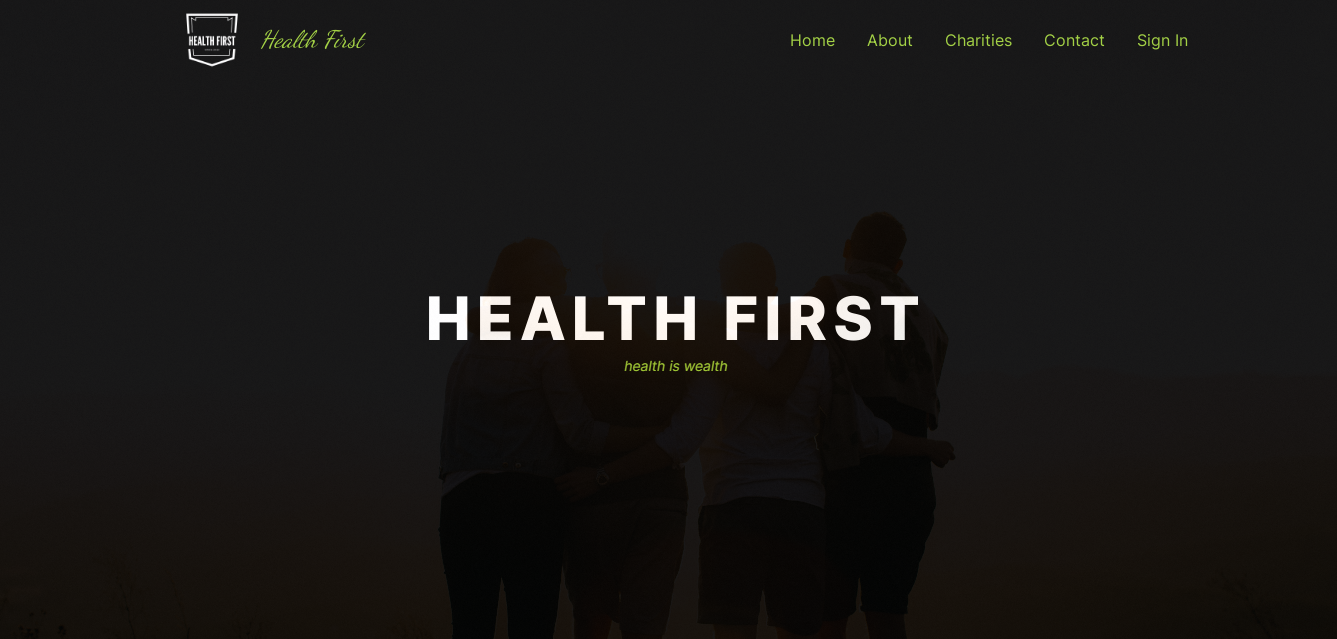 HEALTH FIRST
Health First
Home
About
Charities
Contact
Sign In
HEALTH FIRST
health is wealth